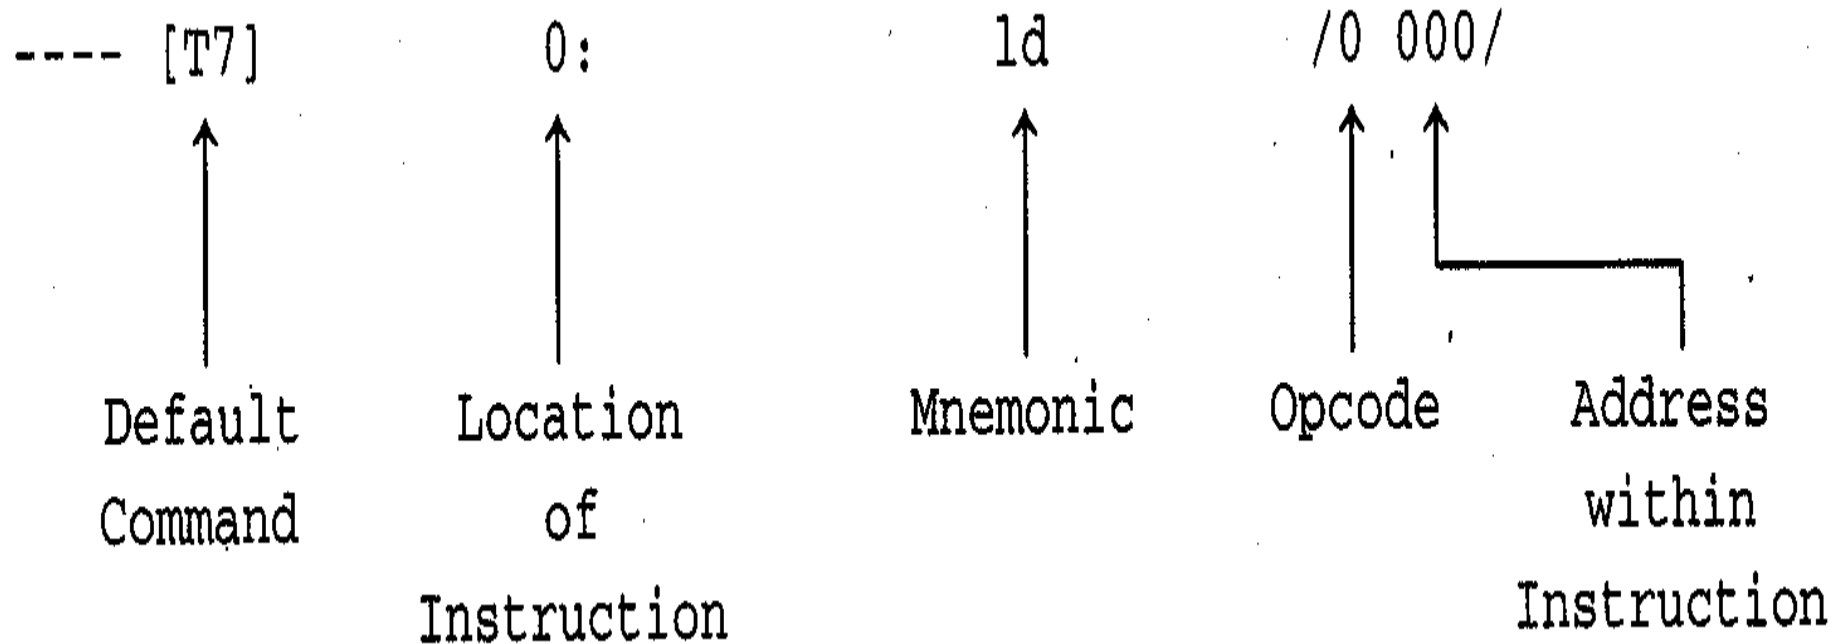 ---- [T7] 0: ld /0 000/
Default Location Mnemonic Opcode Address
Command of within
Instruction Instruction